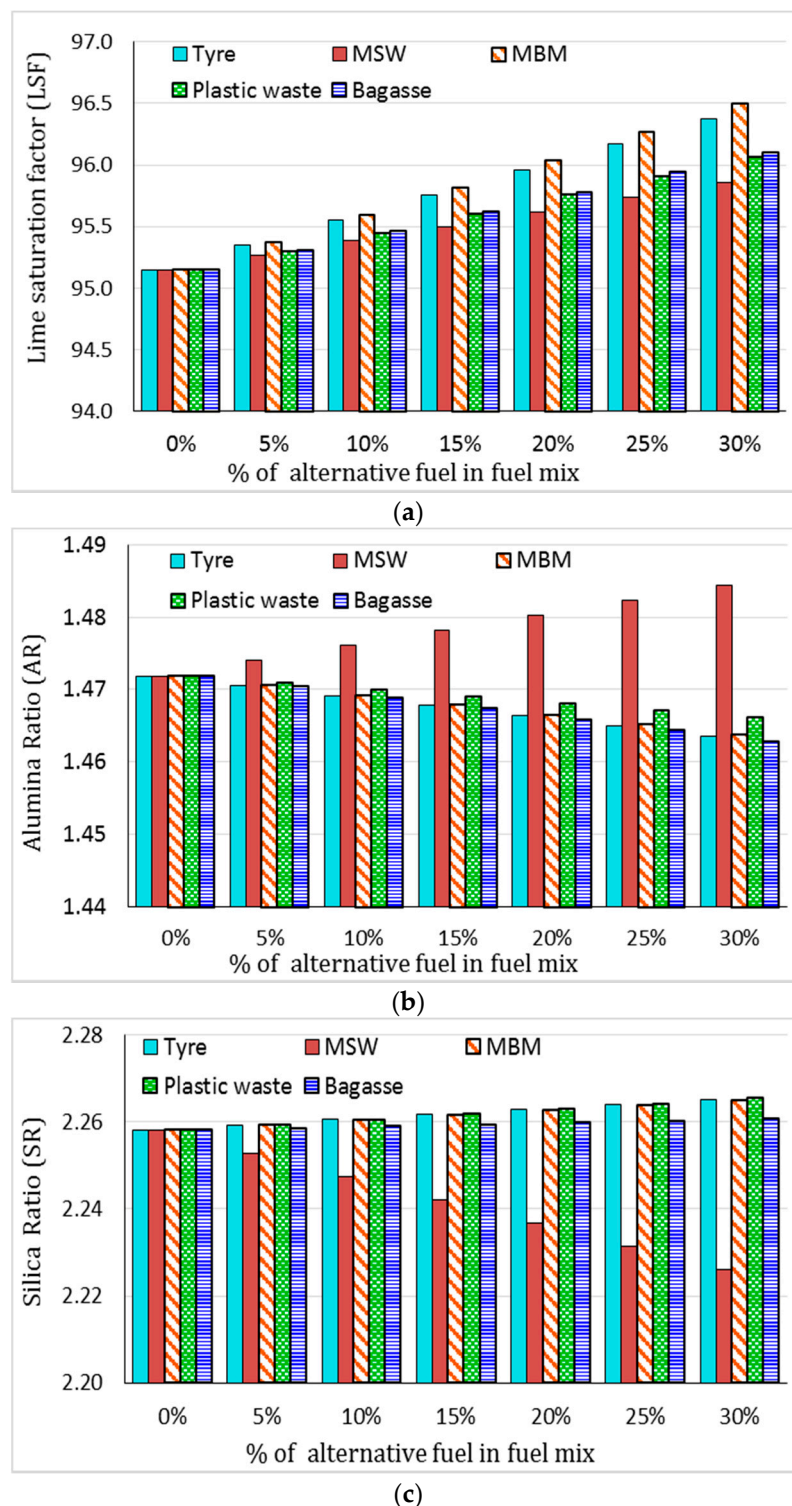 97.0
Tyre MSW MBM
96.5
Plastic waste Bagasse
96.0
95.5
95.0
94.5
94.0
Lime saturation factor (LSF)
0% 5% 10% 15% 20% 25% 30%
% of alternative fuel in fuel mix
(a)
1.49
Tyre MSW MBM
1.48
Plastic waste Bagasse
1.47
1.46
1.45
1.44
Alumina Ratio (AR)
0% 5% 10% 15% 20% 25% 30%
% of alternative fuel in fuel mix
(b)
2.28
Tyre MSW MBM
Plastic waste Bagasse
2.26
2.24
2.22
2.20
Silica Ratio (SR)
0% 5% 10% 15% 20% 25% 30%
% of alternative fuel in fuel mix
(c)